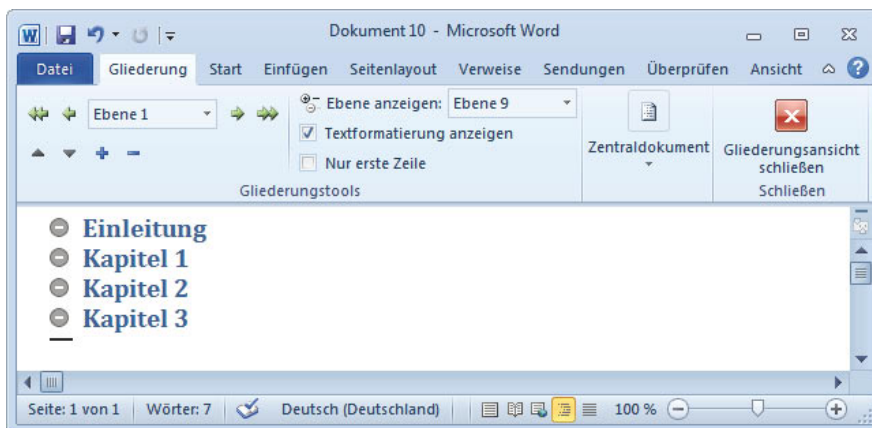 Dokument 10 - Microsoft Word
Datei Gliederung Start Einfügen Seitenlayout Verweise Sendungen Überprüfen Ansicht
Ebene 1
Ebene anzeigen: Ebene 9
Textformatierung anzeigen
Nur erste Zeile
Gliederungstools
Zentraldokument
Gliederungsansicht
schließen
Schließen
Einleitung
Kapitel 1
Kapitel 2
Kapitel 3
Seite: 1 von 1 Wörter: 7 Deutsch (Deutschland) 100 %